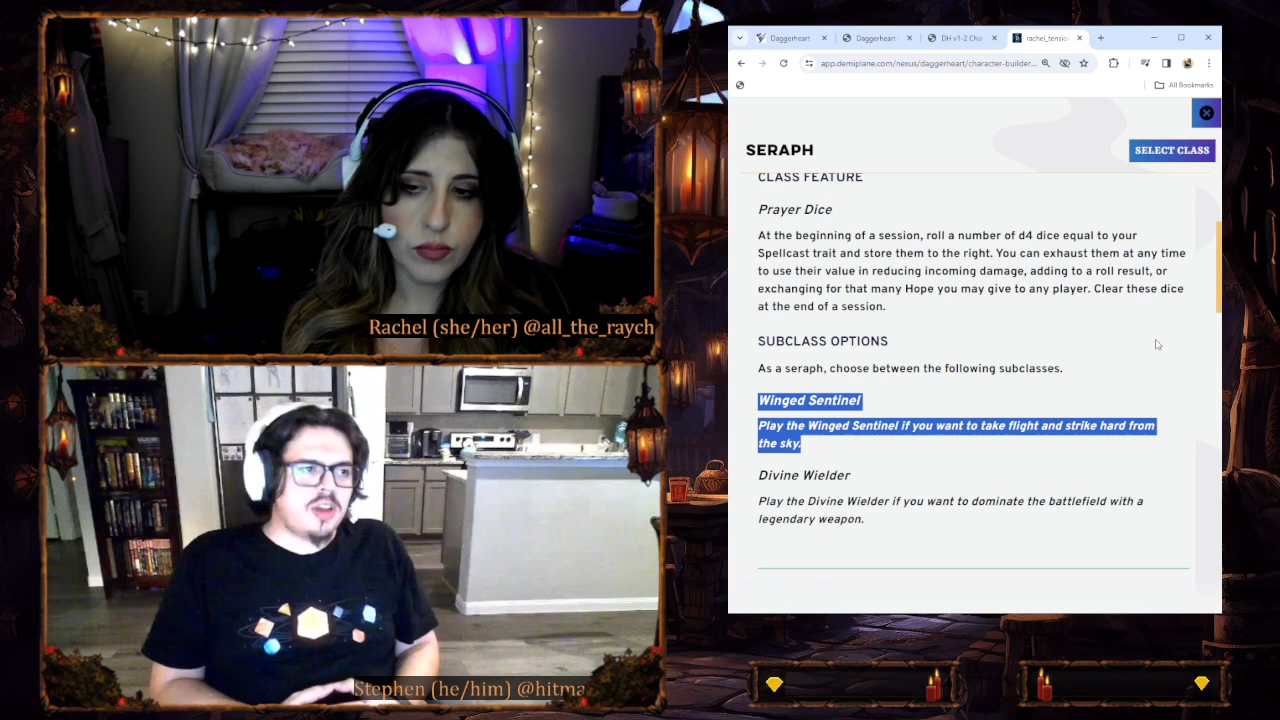 Rachel (she/her) @all_the_raych
Stephen (he/him) @hitma
Daggerheart
Daggerheart
DH v1-2 Cha
rachel_tensio
app.demiplane.com/nexus/daggerheart/character-builder...
All Bookmarks
SERAPH
SELECT CLASS
CLASS FEATURE
Prayer Dice
At the beginning of a session, roll a number of d4 dice equal to your
Spellcast trait and store them to the right. You can exhaust them at any time
to use their value in reducing incoming damage, adding to a roll result, or
exchanging for that many Hope you may give to any player. Clear these dice
at the end of a session.
SUBCLASS OPTIONS
As a seraph, choose between the following subclasses.
Winged Sentinel
Play the Winged Sentinel if you want to take flight and strike hard from
the sky.
Divine Wielder
Play the Divine Wielder if you want to dominate the battlefield with a
legendary weapon.